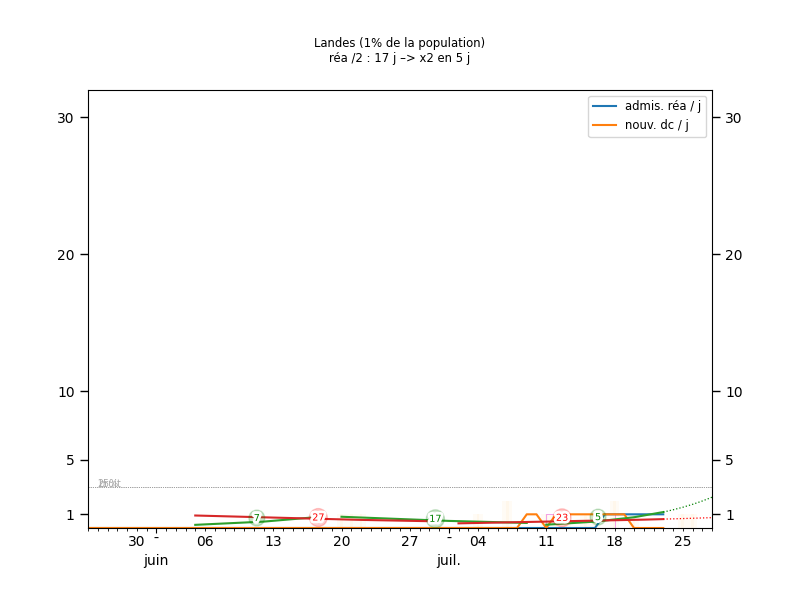 Landes (1% de la population)
réa /2 : 17 j –> x2 en 5 j
admis. réa / j
nouv. dc / j
30 30
20 20
10 10
5 5
1 1
7 27 17 23 5
30 - 06 13 20 27 - 04 11 18 25
juin juil.